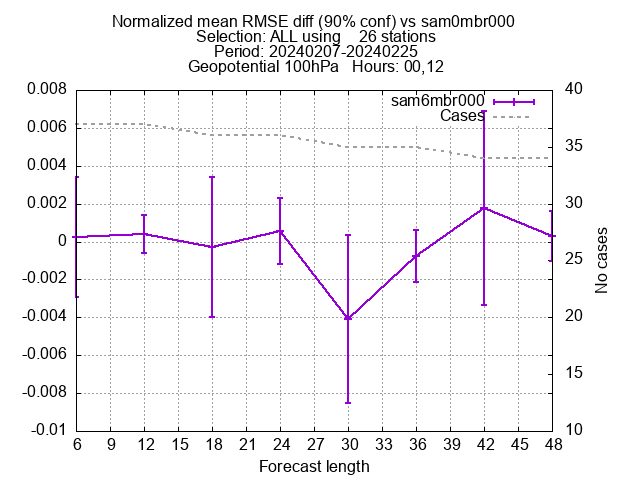 Normalized mean RMSE diff (90% conf) vs sam0mbr000
Selection: ALL using    26 stations
Period: 20240207-20240225
Geopotential 100hPa   Hours: 00,12
sam6mbr000
Cases
0.008
0.006
0.004
0.002
0
-0.002
-0.004
-0.006
-0.008
-0.01
40
35
30
25
20
15
10
No cases
6 9 12 15 18 21 24 27 30 33 36 39 42 45 48
Forecast length